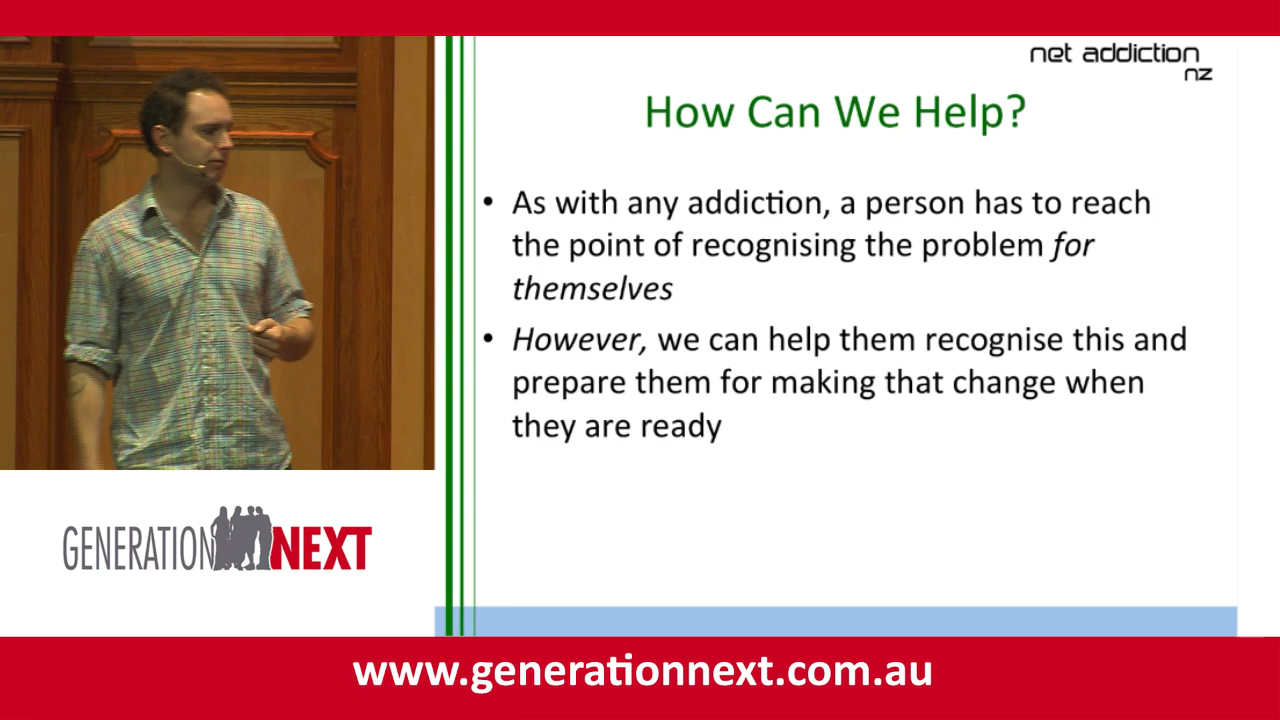 net addiction
nz
How Can We Help?
• As with any addiction, a person has to reach
the point of recognising the problem for
themselves
• However, we can help them recognise this and
prepare them for making that change when
they are ready
GENERATION NEXT
www.generationnext.com.au